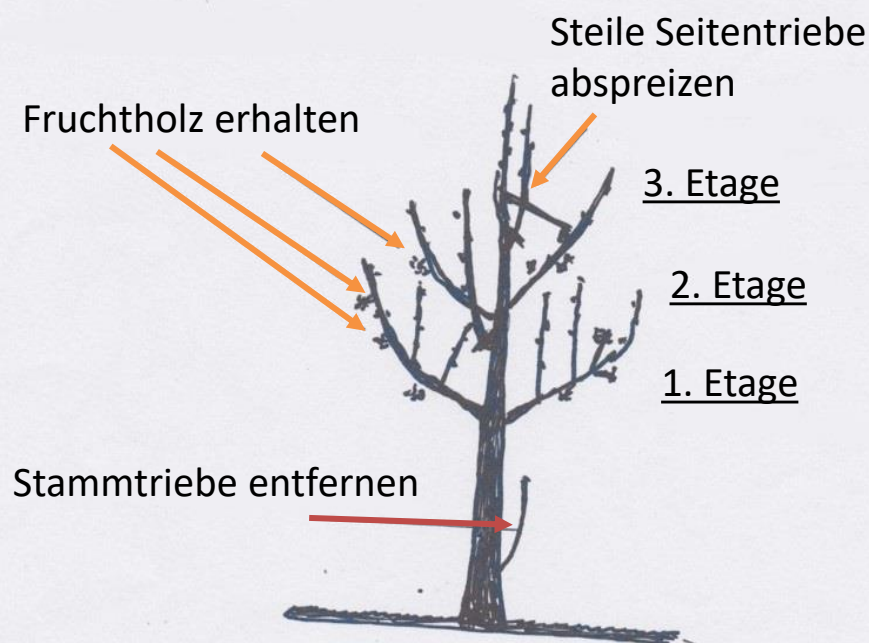 Steile Seitentriebe
abspreizen
Fruchtholz erhalten
3. Etage
2. Etage
1. Etage
Stammtriebe entfernen